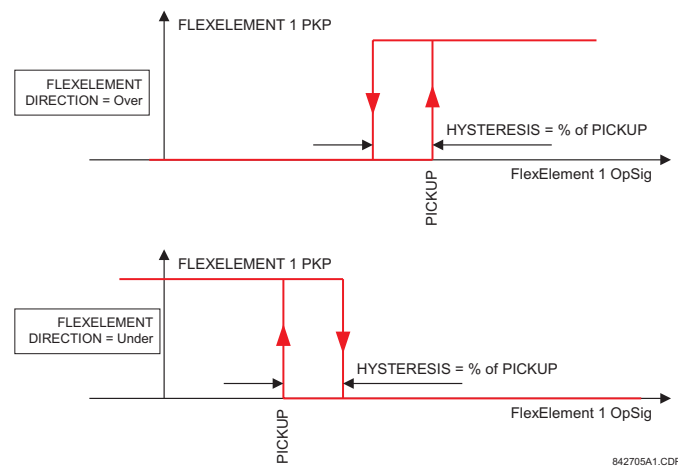 FLEXELEMENT 1 PKP
FLEXELEMENT
DIRECTION = Over
HYSTERESIS = % of PICKUP
FlexElement 1 OpSig
PICKUP
FLEXELEMENT 1 PKP
FLEXELEMENT
DIRECTION = Under
HYSTERESIS = % of PICKUP
FlexElement 1 OpSig
PICKUP
842705A1.CDR